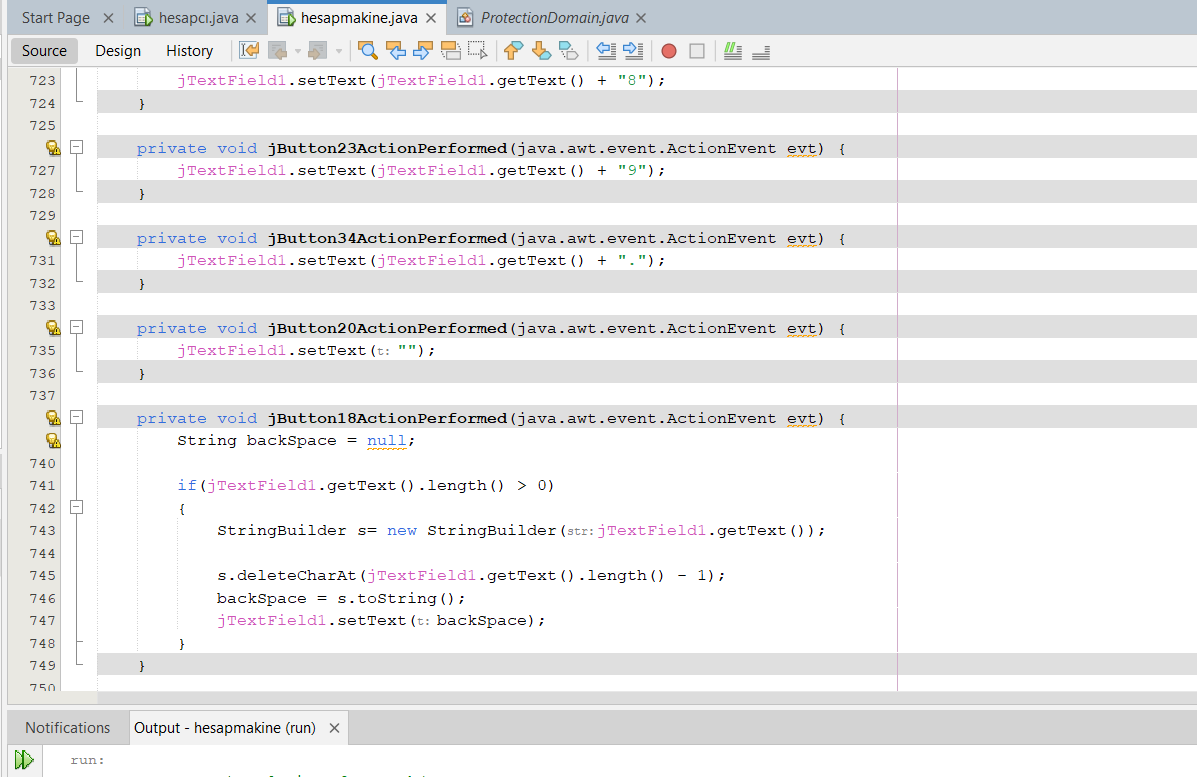 Start Page
hesapcı.java
hesapmakine.java
ProtectionDomain.java
Source Design History
723 jTextField1.setText(jTextField1.getText() + "8");
724 }
725
private void jButton23ActionPerformed(java.awt.event.ActionEvent evt) {
727 jTextField1.setText(jTextField1.getText() + "9");
728 }
729
private void jButton34ActionPerformed(java.awt.event.ActionEvent evt) {
731 jTextField1.setText(jTextField1.getText() + ".");
732 }
733
private void jButton20ActionPerformed(java.awt.event.ActionEvent evt) {
735 jTextField1.setText(t: "");
736 }
737
private void jButton18ActionPerformed(java.awt.event.ActionEvent evt) {
String backSpace = null;
740
741 if(jTextField1.getText().length() > 0)
742 {
743 StringBuilder s= new StringBuilder(str: jTextField1.getText());
744
745 s.deleteCharAt(jTextField1.getText().length() - 1);
746 backSpace = s.toString();
747 jTextField1.setText(t: backSpace);
748 }
749 }
750
Notifications Output - hesapmakine (run)
run: